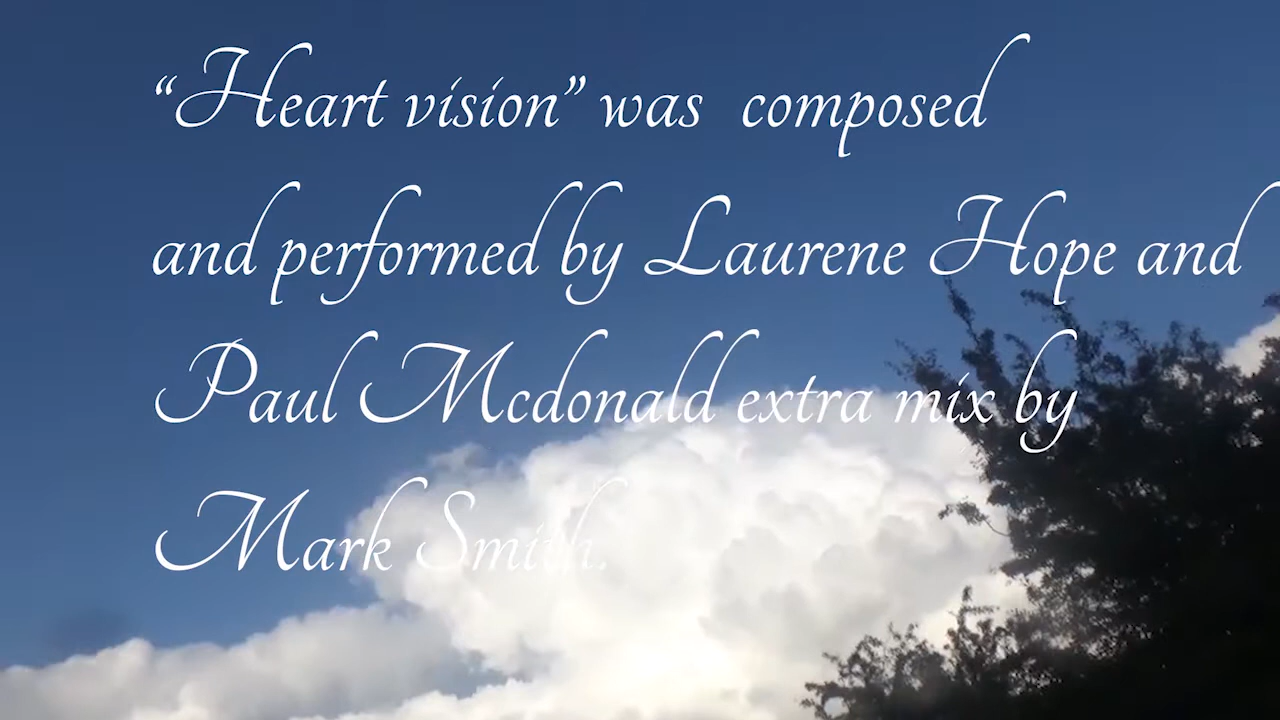 “Heart vision” was composed
and performed by Laurene Hope and
Paul Mcdonald extra mix by
Mark Smith.